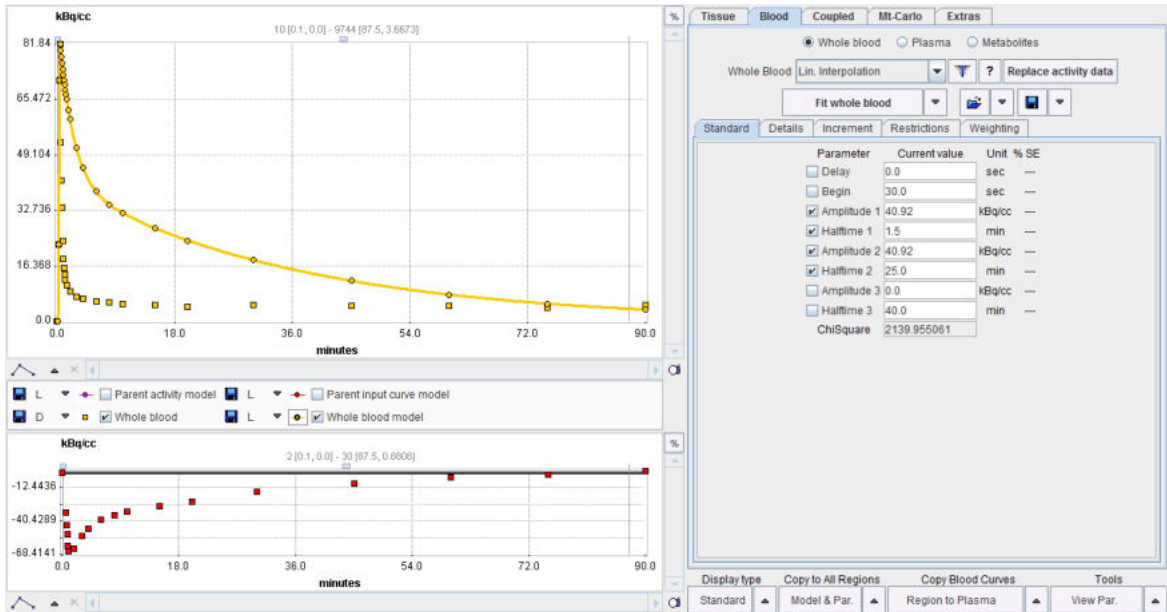 kBq/cc
10 [0.1, 0.0] - 9744 [87.5, 3.6673]
%
81.84
65.472
49.104
32.736
16.368
0.0
0.0 18.0 36.0 54.0 72.0 90.0
minutes
L Parent activity model L Parent input curve model
D Whole blood L Whole blood model
kBq/cc
2 [0.1, 0.0] - 30 [87.5, 0.6606]
%
-12.4436
-40.4289
-68.4141
0.0 18.0 36.0 54.0 72.0 90.0
minutes
Tissue Blood Coupled Mt-Carlo Extras
Whole blood Plasma Metabolites
Whole Blood Lin. Interpolation ? Replace activity data
Fit whole blood
Standard Details Increment Restrictions Weighting
Parameter Current value Unit % SE
Delay 0.0 sec ---
Begin 30.0 sec ---
Amplitude 1 40.92 kBq/cc ---
Halftime 1 1.5 min ---
Amplitude 2 40.92 kBq/cc ---
Halftime 2 25.0 min ---
Amplitude 3 0.0 kBq/cc ---
Halftime 3 40.0 min ---
ChiSquare 2139.955061
Display type Copy to All Regions Copy Blood Curves Tools
Standard Model & Par. Region to Plasma View Par.